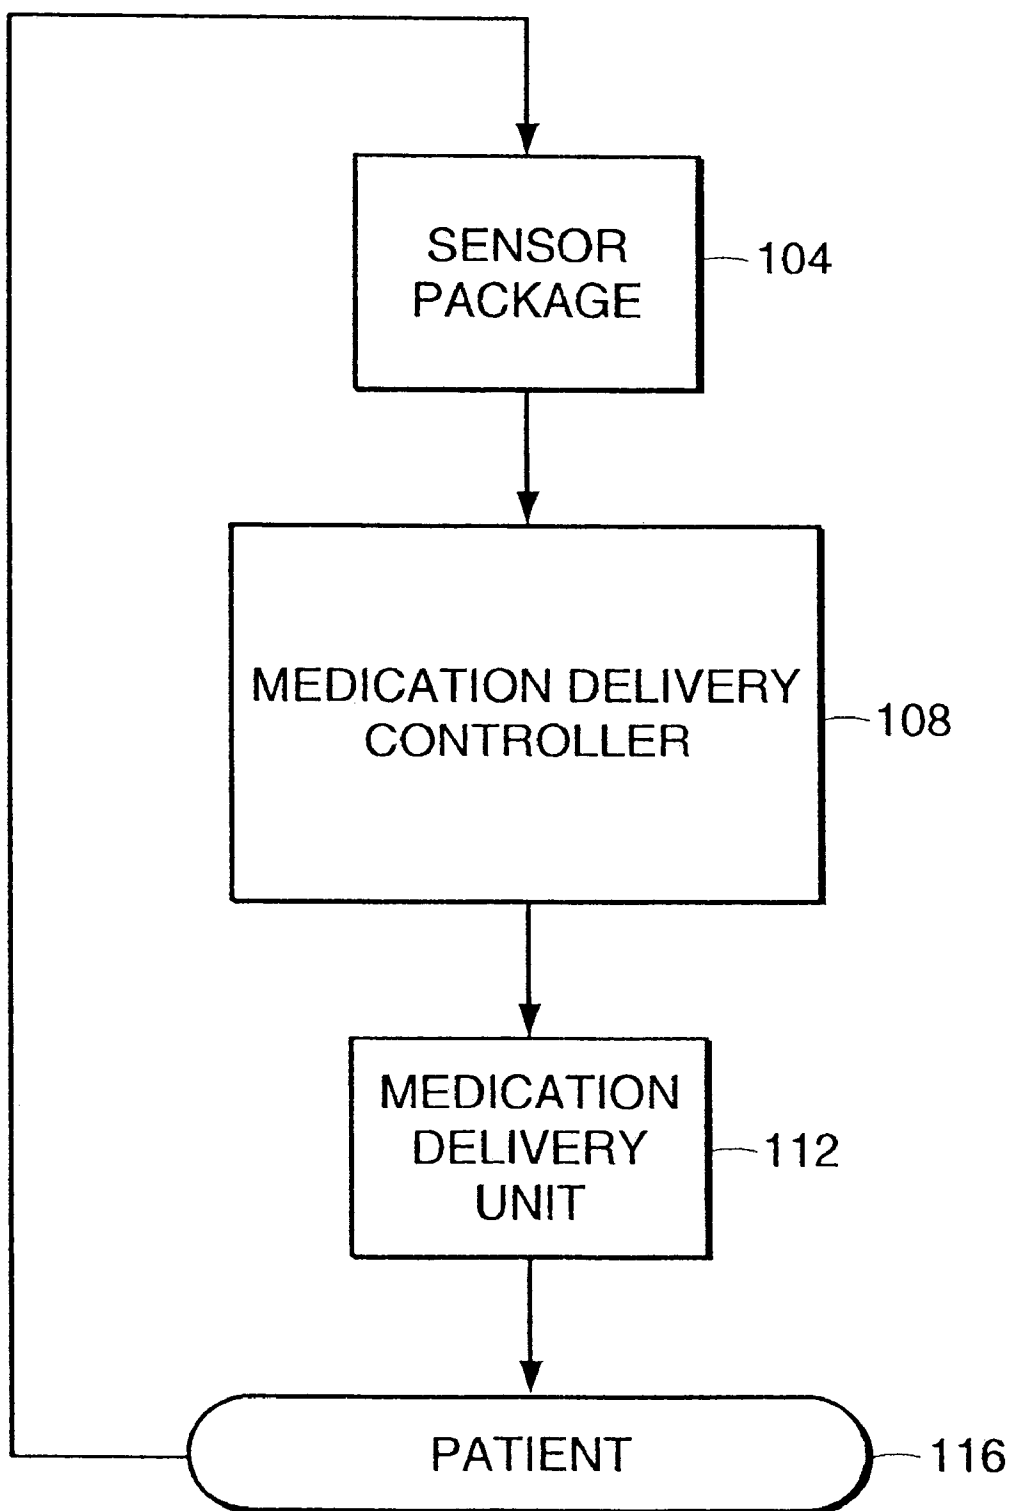 SENSOR
PACKAGE
104
MEDICATION DELIVERY
CONTROLLER
108
MEDICATION
DELIVERY
UNIT
112
PATIENT
116